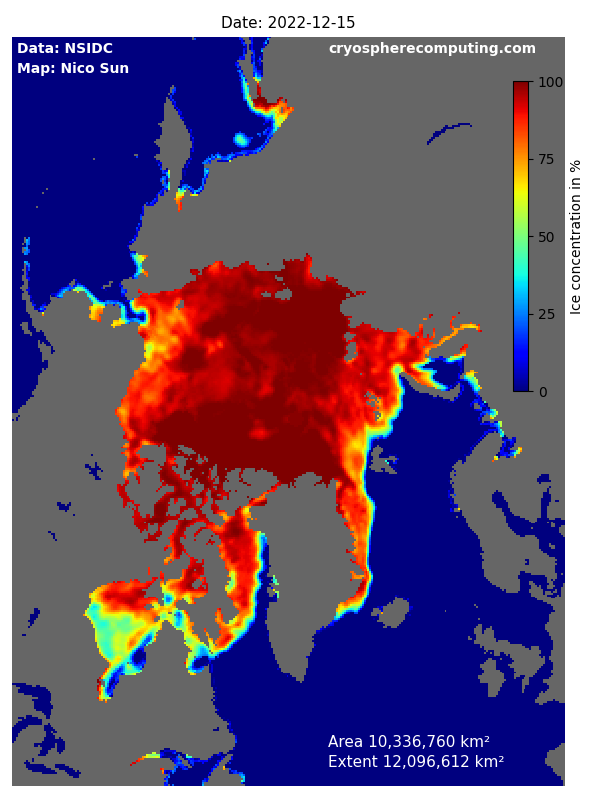 Date: 2022-12-15
Data: NSIDC
cryospherecomputing.com
Map: Nico Sun
100
75
50
25
0
Ice concentration in %
Area 10,336,760 km²
Extent 12,096,612 km²